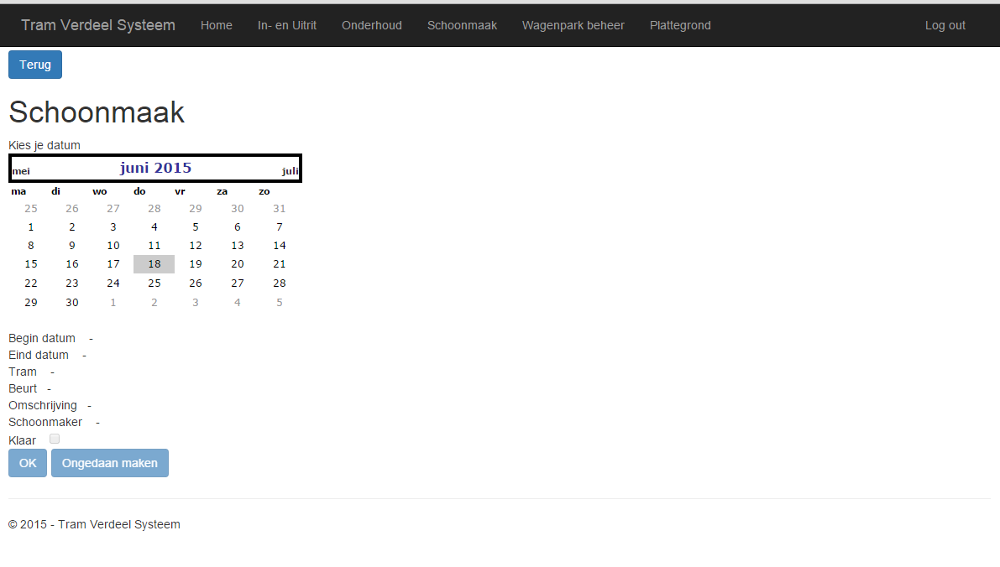 Tram Verdeel Systeem Home In- en Uitrit Onderhoud Schoonmaak Wagenpark beheer Plattegrond Log out
Terug
Schoonmaak
Kies je datum
mei juni 2015 juli
ma di wo do vr za zo
25 26 27 28 29 30 31
1 2 3 4 5 6 7
8 9 10 11 12 13 14
15 16 17 18 19 20 21
22 23 24 25 26 27 28
29 30 1 2 3 4 5
Begin datum -
Eind datum -
Tram -
Beurt -
Omschrijving -
Schoonmaker -
Klaar
OK Ongedaan maken
© 2015 - Tram Verdeel Systeem